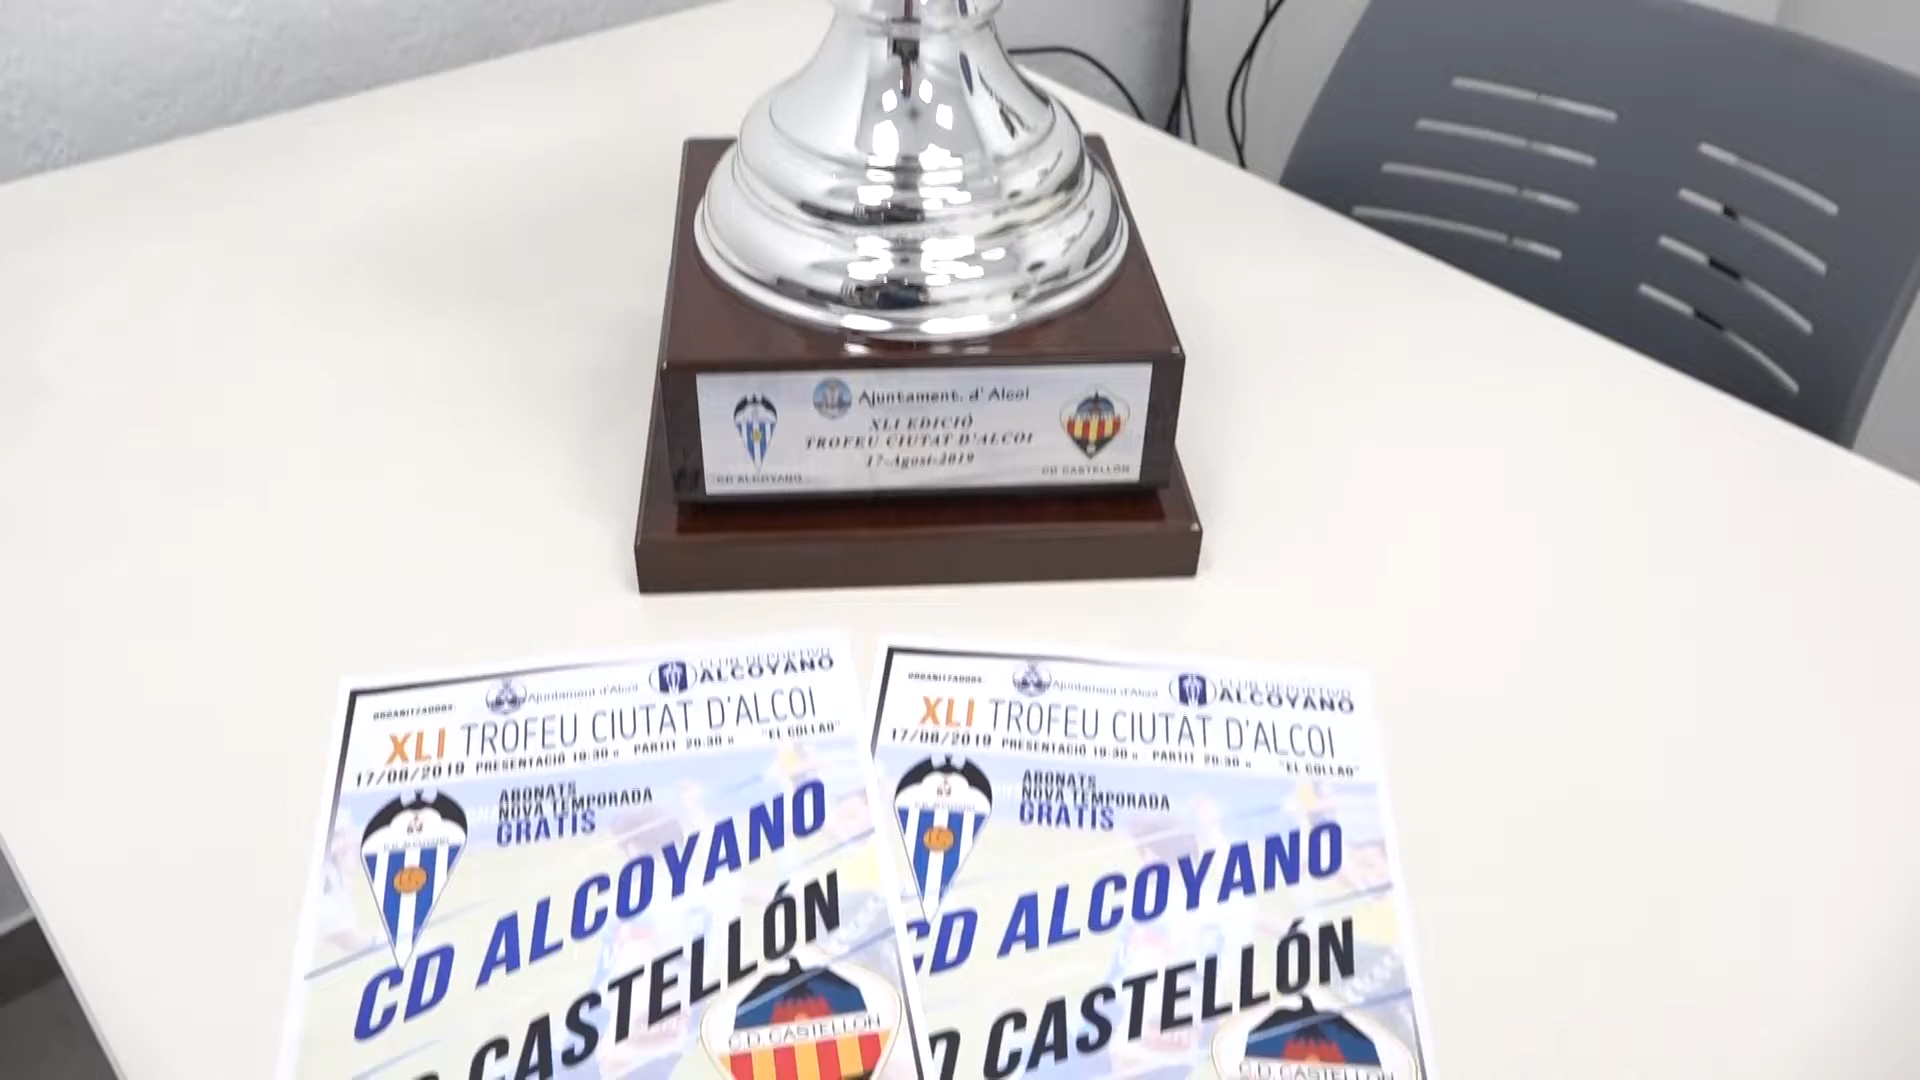 Ajuntament d'Alcoi
XLI EDICIÓ
TROFEU CIUTAT D'ALCOI
17-Agost-2019
CD ALCOYANO
CD CASTELLÓN
ORGANITZADORS
Ajuntament d'Alcoi
CLUB DEPORTIVO
ALCOYANO
XLI TROFEU CIUTAT D'ALCOI
17/08/2019 PRESENTACIÓ 19:30 H PARTIT 20:30 H "EL COLLAO"
ABONATS
NOVA TEMPORADA
GRATIS
CD ALCOYANO
CASTELLÓN
C.D. CASTELLÓN
ORGANITZADORS
Ajuntament d'Alcoi
CLUB DEPORTIVO
ALCOYANO
XLI TROFEU CIUTAT D'ALCOI
17/08/2019 PRESENTACIÓ 19:30 H PARTIT 20:30 H "EL COLLAO"
ABONATS
NOVA TEMPORADA
GRATIS
CD ALCOYANO
D CASTELLÓN
C.D. CASTELLÓN